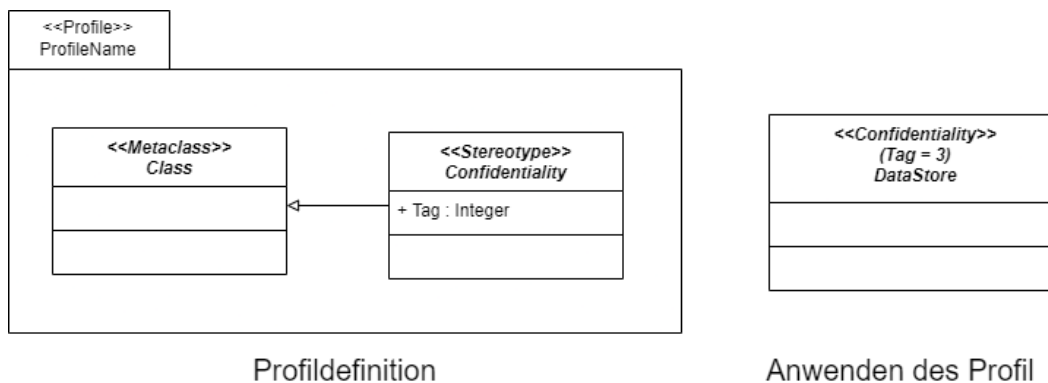 <<Profile>>
ProfileName
<<Metaclass>>
Class
<<Stereotype>>
Confidentiality
+ Tag : Integer
<<Confidentiality>>
(Tag = 3)
DataStore
Profildefinition
Anwenden des Profil